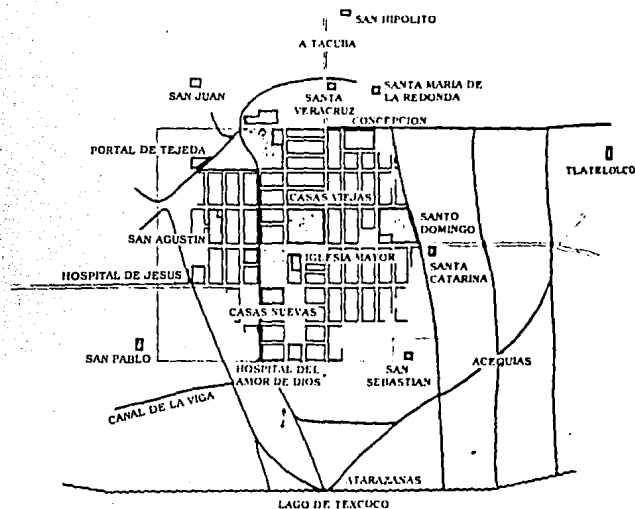 SAN HIPOLITO
A TACUBA
SAN JUAN
SANTA
VERACRUZ
SANTA MARIA DE
LA REDONDA
CONCEPCION
PORTAL DE TEJEDA
TLATELOLCO
CASAS VIEJAS
SANTO
DOMINGO
SAN AGUSTIN
IGLESIA MAYOR
SANTA
CATARINA
HOSPITAL DE JESUS
CASAS NUEVAS
SAN PABLO
HOSPITAL DEL
AMOR DE DIOS
SAN
SEBASTIAN
ACEQUIAS
CANAL DE LA VIGA
ATARAZANAS
LAGO DE TEXCOCO